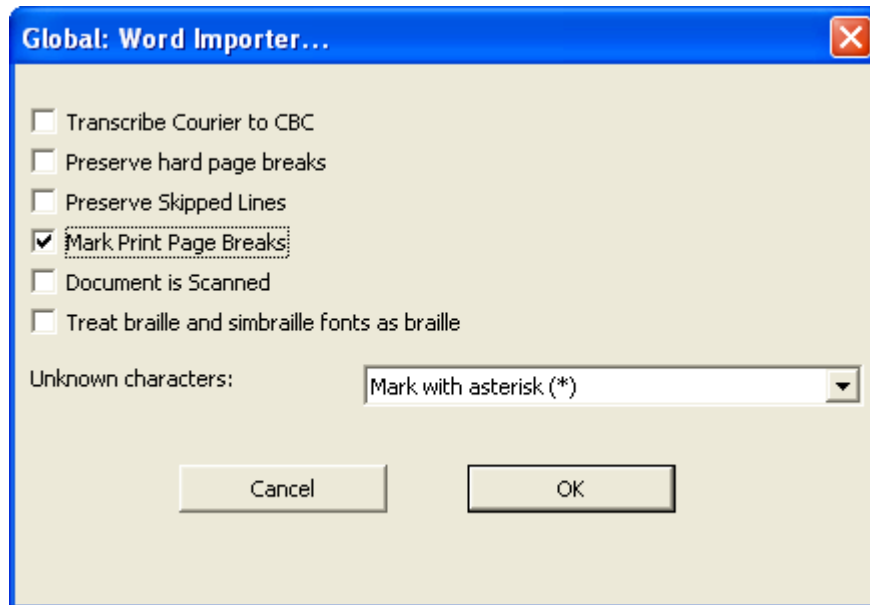 Global: Word Importer...
Transcribe Courier to CBC
Preserve hard page breaks
Preserve Skipped Lines
Mark Print Page Breaks
Document is Scanned
Treat braille and simbraille fonts as braille
Unknown characters: Mark with asterisk (*)
Cancel OK